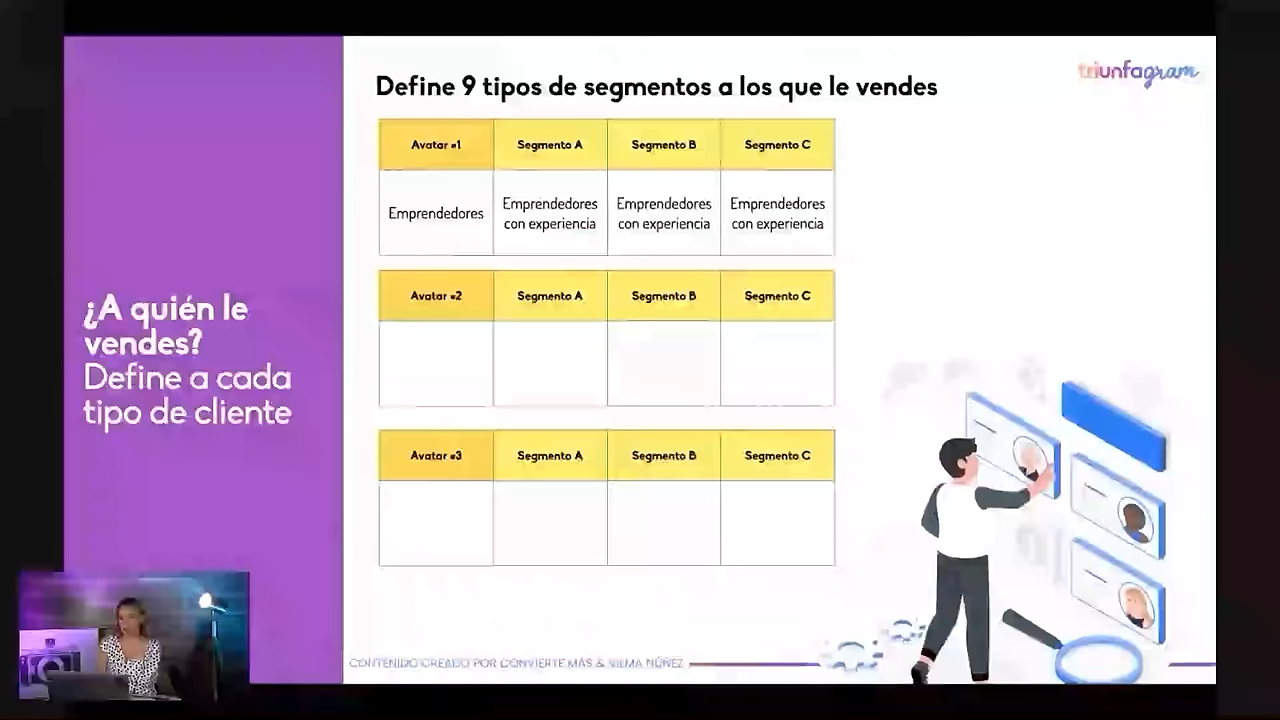 ¿A quién le
vendes?
Define a cada
tipo de cliente
Define 9 tipos de segmentos a los que le vendes
triunfagram
Avatar #1 Segmento A Segmento B Segmento C
Emprendedores Emprendedores con experiencia Emprendedores con experiencia Emprendedores con experiencia
Avatar #2 Segmento A Segmento B Segmento C
Avatar #3 Segmento A Segmento B Segmento C
CONTENIDO CREADO POR CONVIERTE MÁS & VILMA NÚÑEZ